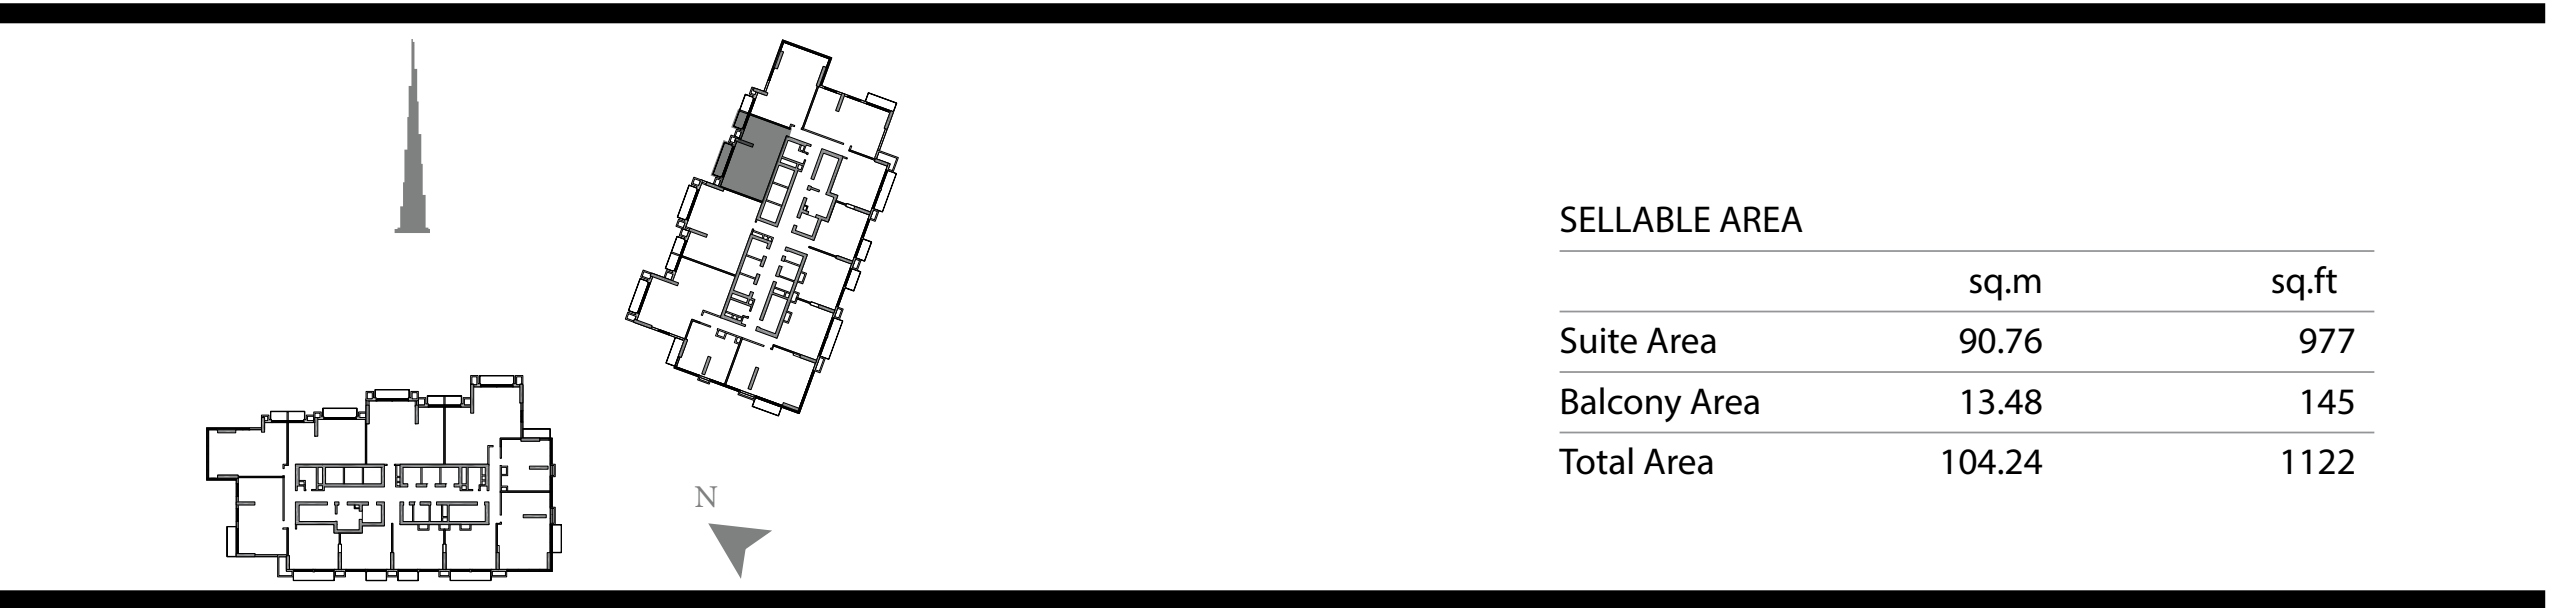 SELLABLE AREA
sq.m sq.ft
Suite Area 90.76 977
Balcony Area 13.48 145
Total Area 104.24 1122
N